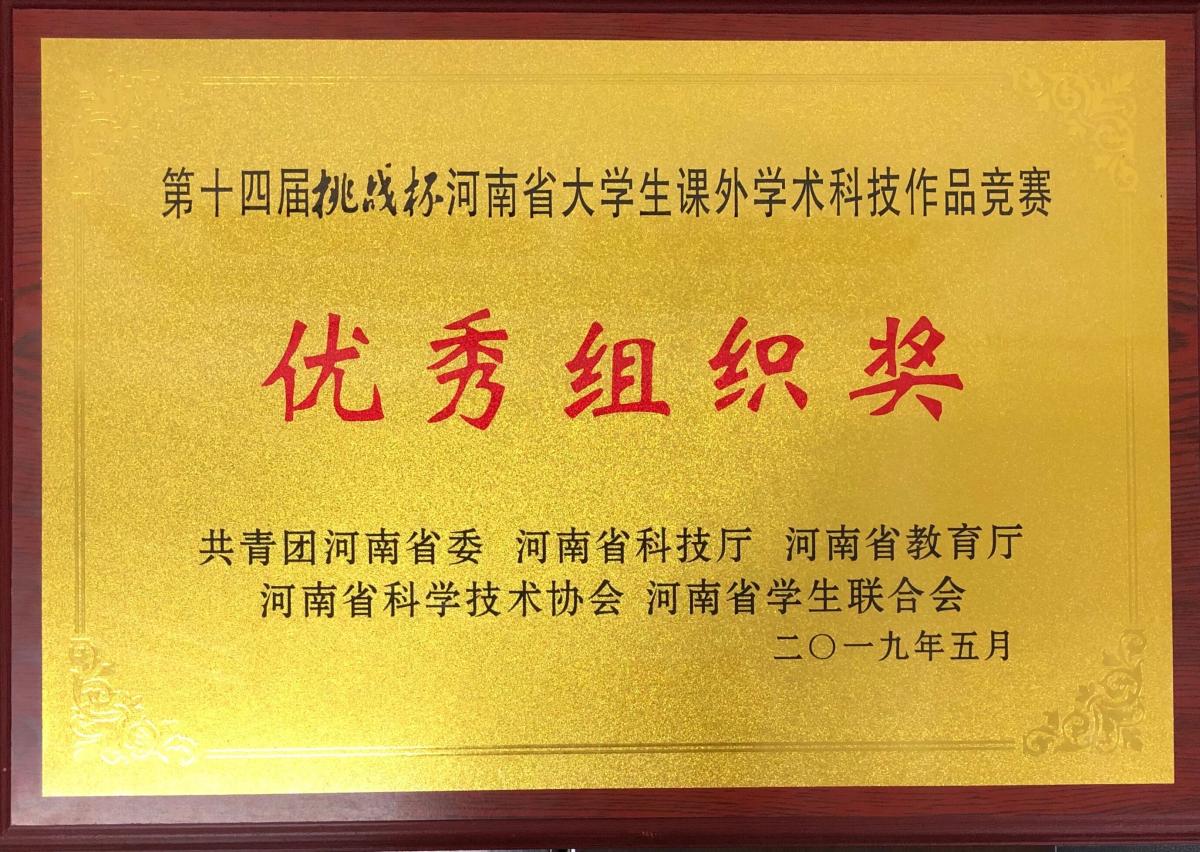 第十四届挑战杯河南省大学生课外学术科技作品竞赛
优秀组织奖
共青团河南省委 河南省科技厅 河南省教育厅
河南省科学技术协会 河南省学生联合会
二〇一九年五月